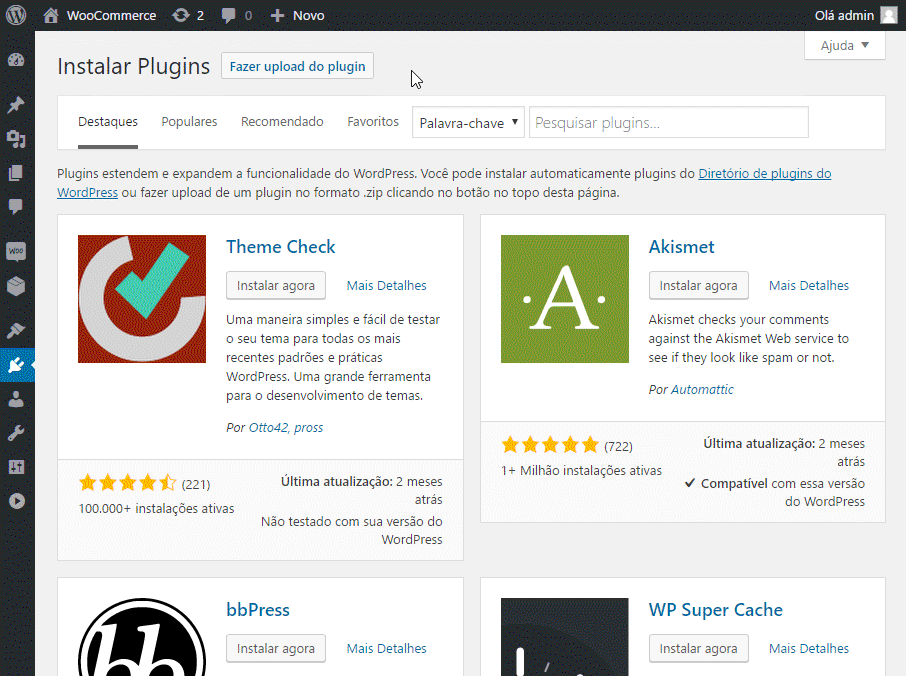 WooCommerce 2 0 Novo Olá admin
Ajuda
Instalar Plugins Fazer upload do plugin
Destaques Populares Recomendado Favoritos Palavra-chave Pesquisar plugins...
Plugins estendem e expandem a funcionalidade do WordPress. Você pode instalar automaticamente plugins do Diretório de plugins do
WordPress ou fazer upload de um plugin no formato .zip clicando no botão no topo desta página.
Theme Check
Instalar agora Mais Detalhes
Uma maneira simples e fácil de testar
o seu tema para todas os mais
recentes padrões e práticas
WordPress. Uma grande ferramenta
para o desenvolvimento de temas.
Por Otto42, pross
(221)
100.000+ instalações ativas
Última atualização: 2 meses
atrás
Não testado com sua versão do
WordPress
Akismet
Instalar agora Mais Detalhes
·A·
Akismet checks your comments
against the Akismet Web service to
see if they look like spam or not.
Por Automattic
(722)
1+ Milhão instalações ativas
Última atualização: 2 meses
atrás
✔ Compatível com essa versão
do WordPress
bb
bbPress
Instalar agora Mais Detalhes
WP Super Cache
Instalar agora Mais Detalhes
WOO